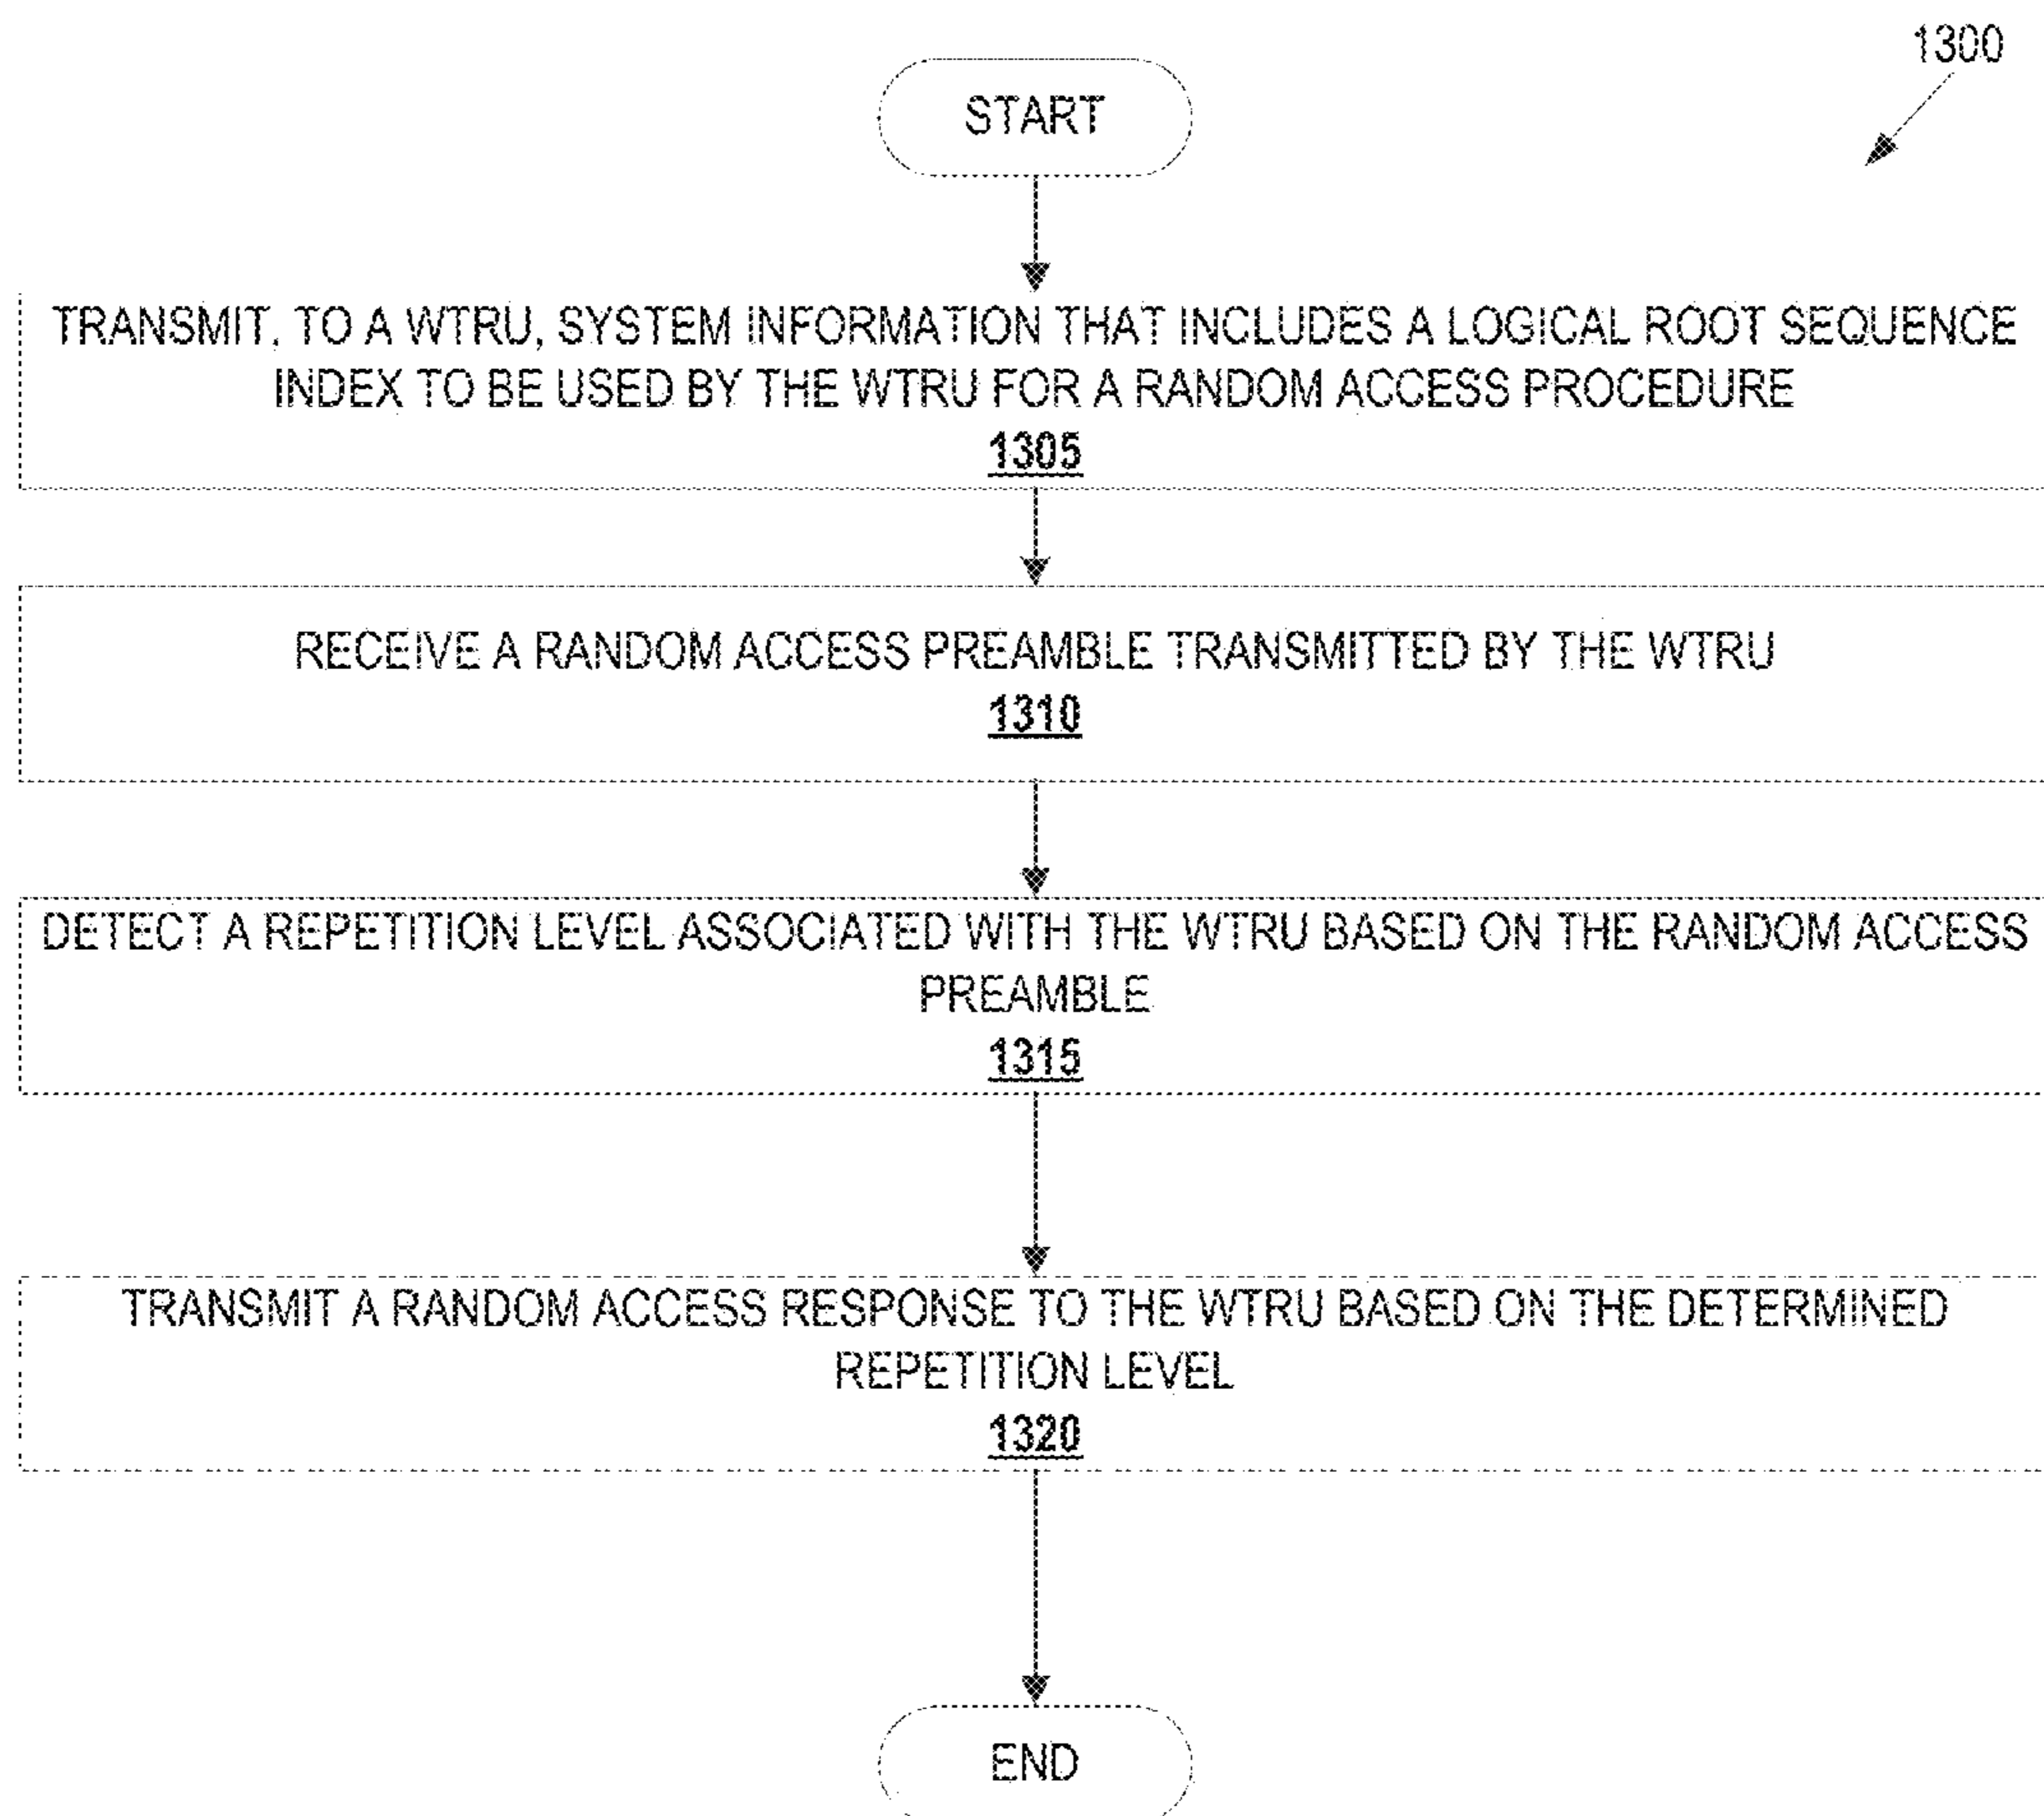 1300
START
TRANSMIT, TO A WTRU, SYSTEM INFORMATION THAT INCLUDES A LOGICAL ROOT SEQUENCE
INDEX TO BE USED BY THE WTRU FOR A RANDOM ACCESS PROCEDURE
1305
RECEIVE A RANDOM ACCESS PREAMBLE TRANSMITTED BY THE WTRU
1310
DETECT A REPETITION LEVEL ASSOCIATED WITH THE WTRU BASED ON THE RANDOM ACCESS
PREAMBLE
1315
TRANSMIT A RANDOM ACCESS RESPONSE TO THE WTRU BASED ON THE DETERMINED
REPETITION LEVEL
1320
END